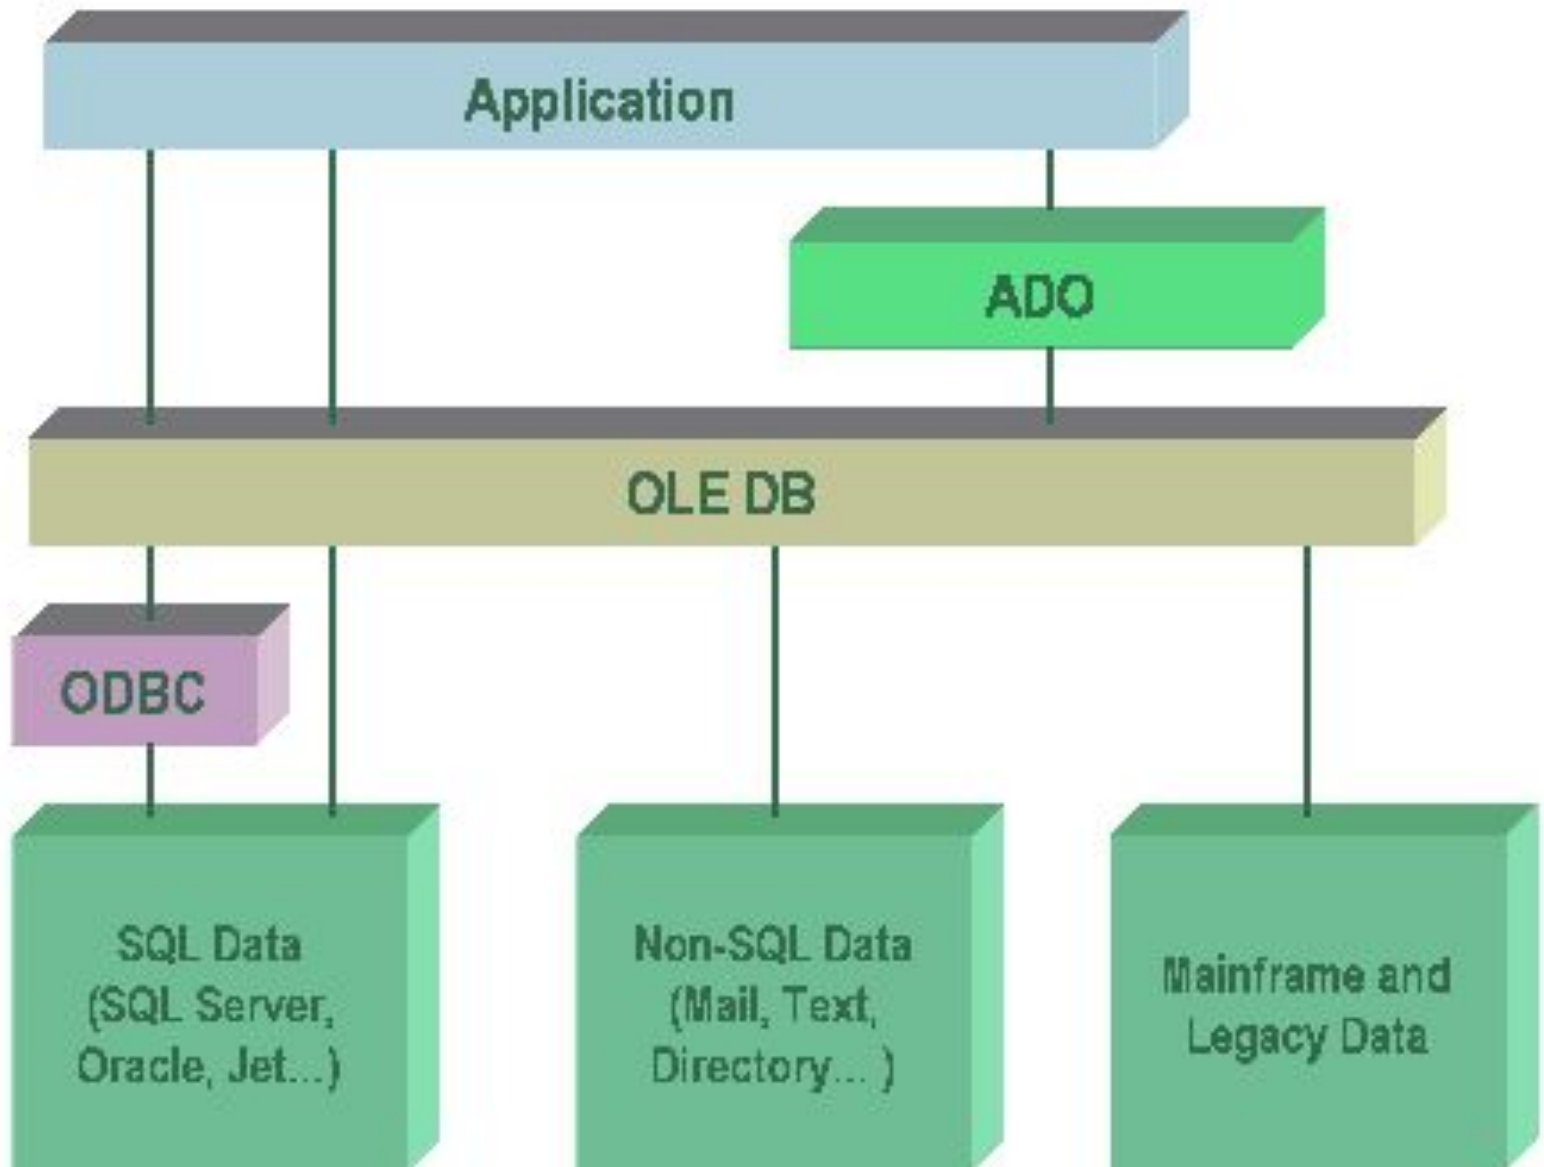 Application
ADO
OLE DB
ODBC
SQL Data
(SQL Server,
Oracle, Jet...)
Non-SQL Data
(Mail, Text,
Directory... )
Mainframe and
Legacy Data